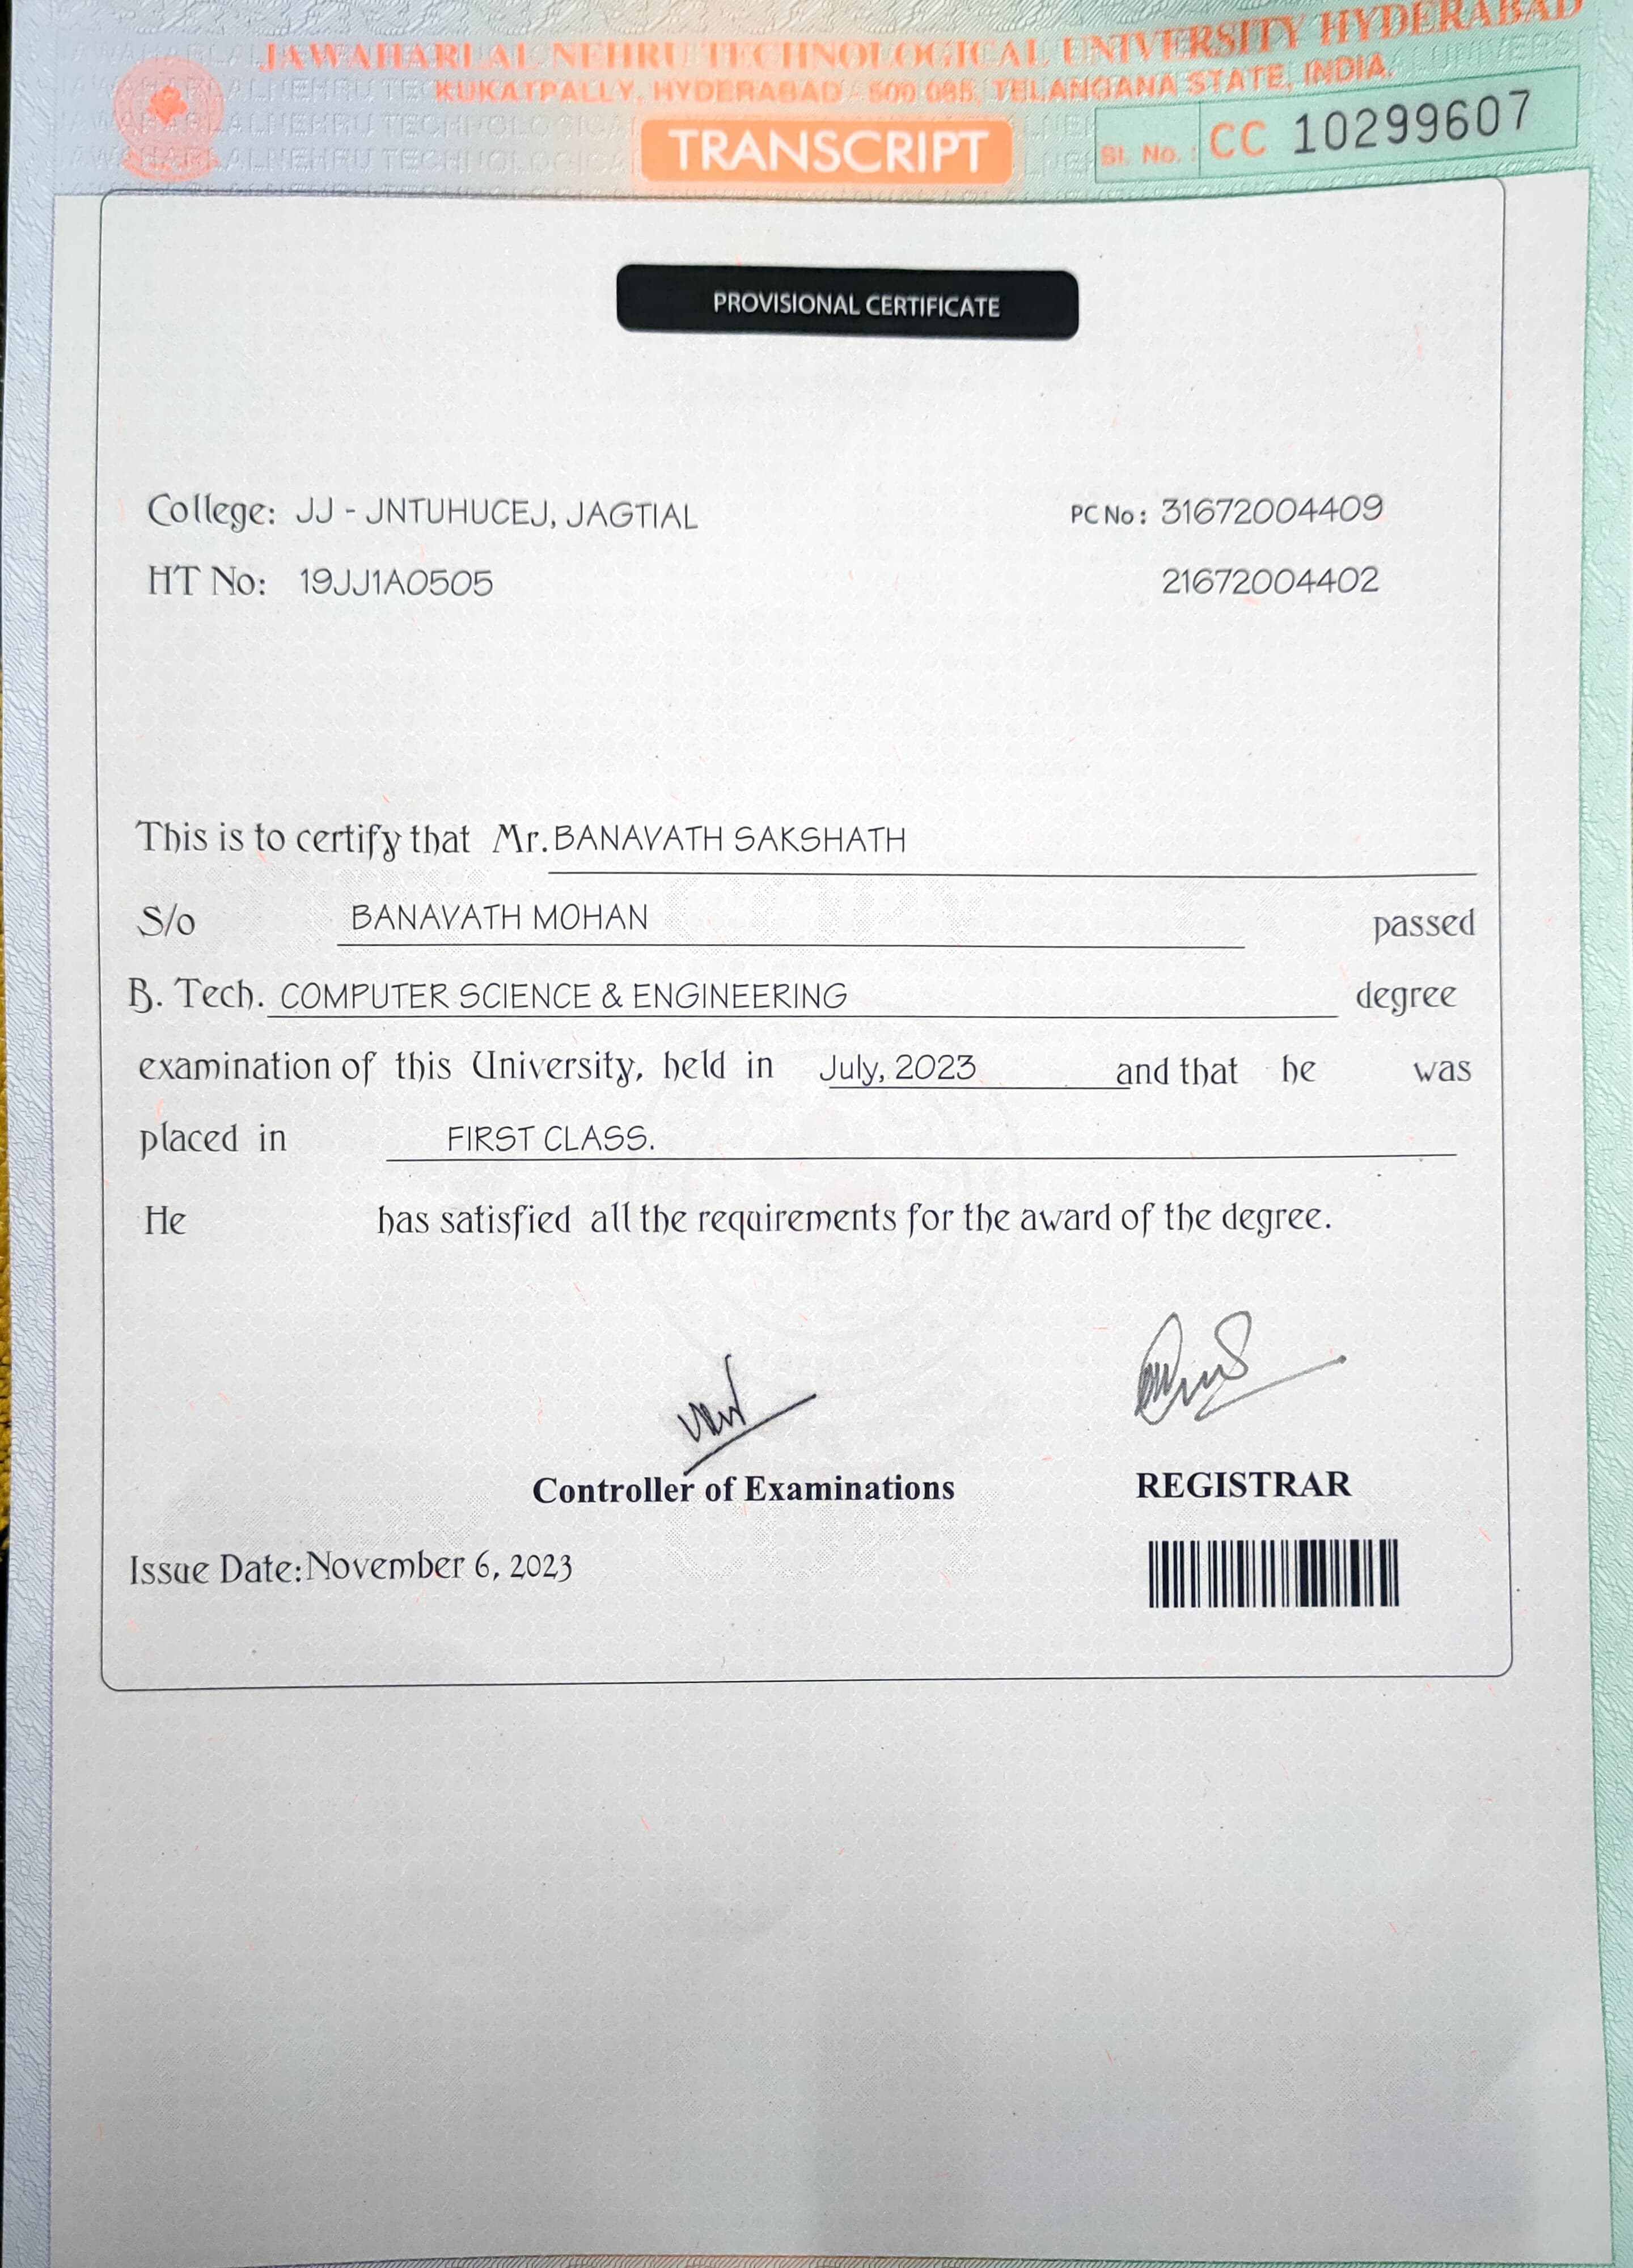 JAWAHARLAL NEHRU TECHNOLOGICAL UNIVERSITY HYDERABAD
KUKATPALLY, HYDERABAD - 500 085, TELANGANA STATE, INDIA.
TRANSCRIPT
Sl. No. : CC 10299607
PROVISIONAL CERTIFICATE
College: JJ - JNTUHUCEJ, JAGTIAL PC No : 31672004409
HT No: 19JJ1A0505 21672004402
This is to certify that Mr. BANAVATH SAKSHATH
S/o BANAVATH MOHAN passed
B. Tech. COMPUTER SCIENCE & ENGINEERING degree
examination of this University, held in July, 2023 and that he was
placed in FIRST CLASS.
He has satisfied all the requirements for the award of the degree.
Controller of Examinations REGISTRAR
Issue Date: November 6, 2023